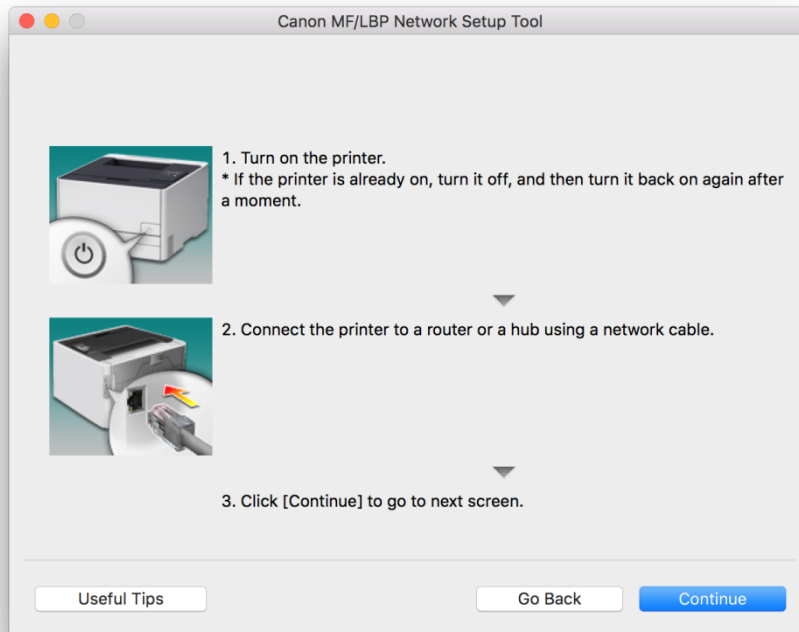 Canon MF/LBP Network Setup Tool
1. Turn on the printer.
* If the printer is already on, turn it off, and then turn it back on again after
a moment.
2. Connect the printer to a router or a hub using a network cable.
3. Click [Continue] to go to next screen.
Useful Tips
Go Back
Continue